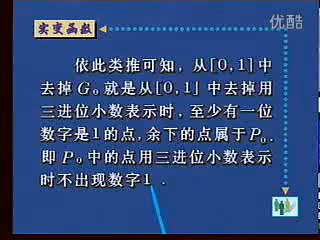 优酷
实变函数
依此类推可知,从[0,1]中
去掉G₀就是从[0,1]中去掉用
三进位小数表示时,至少有一位
数字是1的点,余下的点属于P₀.
即P₀中的点用三进位小数表示
时不出现数字1.